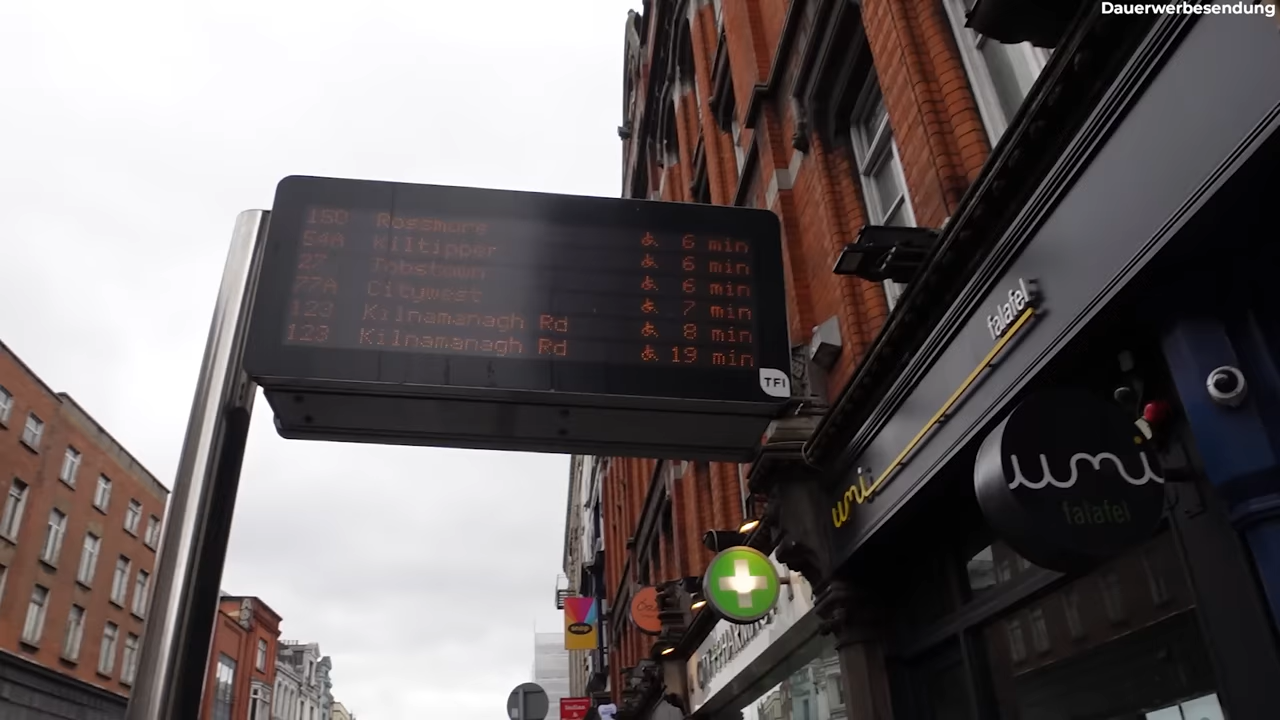 Dauerwerbesendung
150 Rossmore 6 min
54A Kiltipper 6 min
27 Jobstown 6 min
77A Citywest 7 min
123 Kilnamanagh Rd 8 min
123 Kilnamanagh Rd 19 min
TFI
umi falafel
umi
falafel